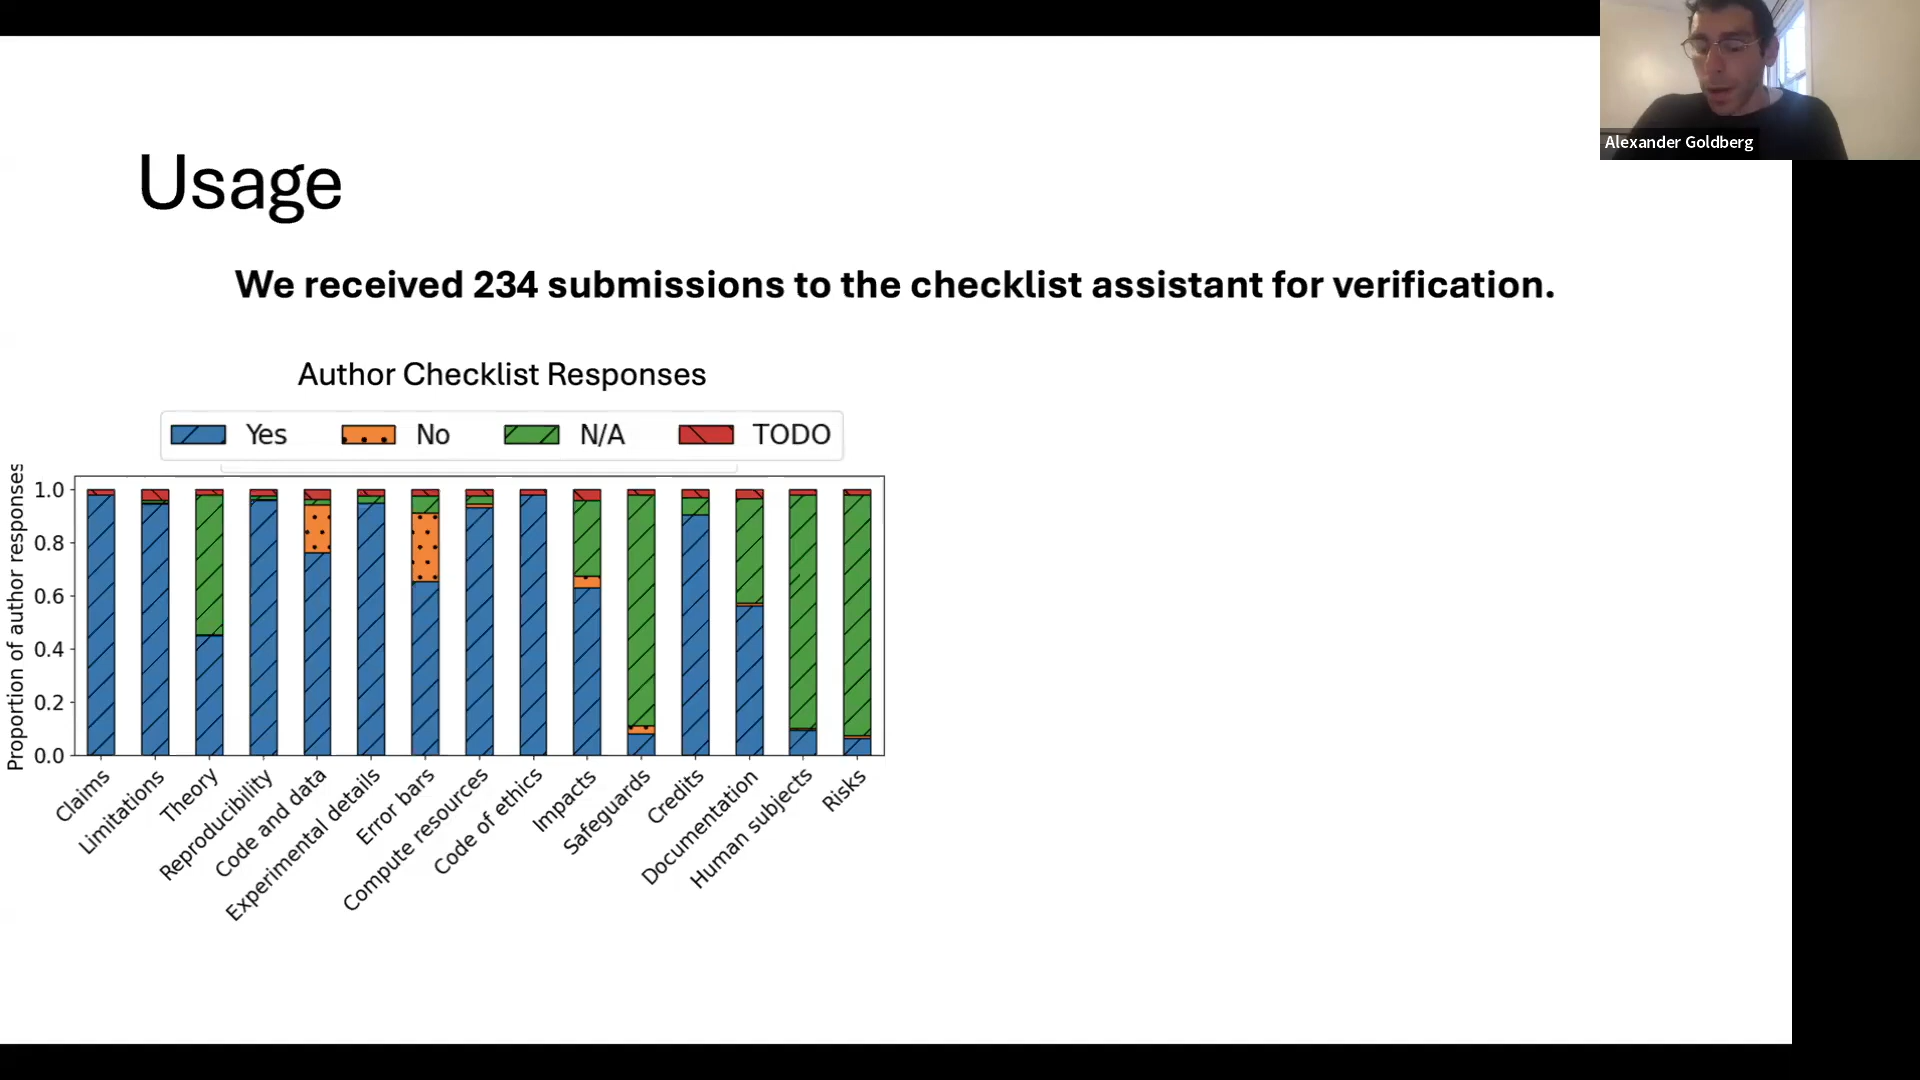 Alexander Goldberg
Usage
We received 234 submissions to the checklist assistant for verification.
Author Checklist Responses
Yes No N/A TODO
Proportion of author responses
1.0
0.8
0.6
0.4
0.2
0.0
Claims
Limitations
Theory
Reproducibility
Code and data
Experimental details
Error bars
Compute resources
Code of ethics
Impacts
Safeguards
Credits
Documentation
Human subjects
Risks